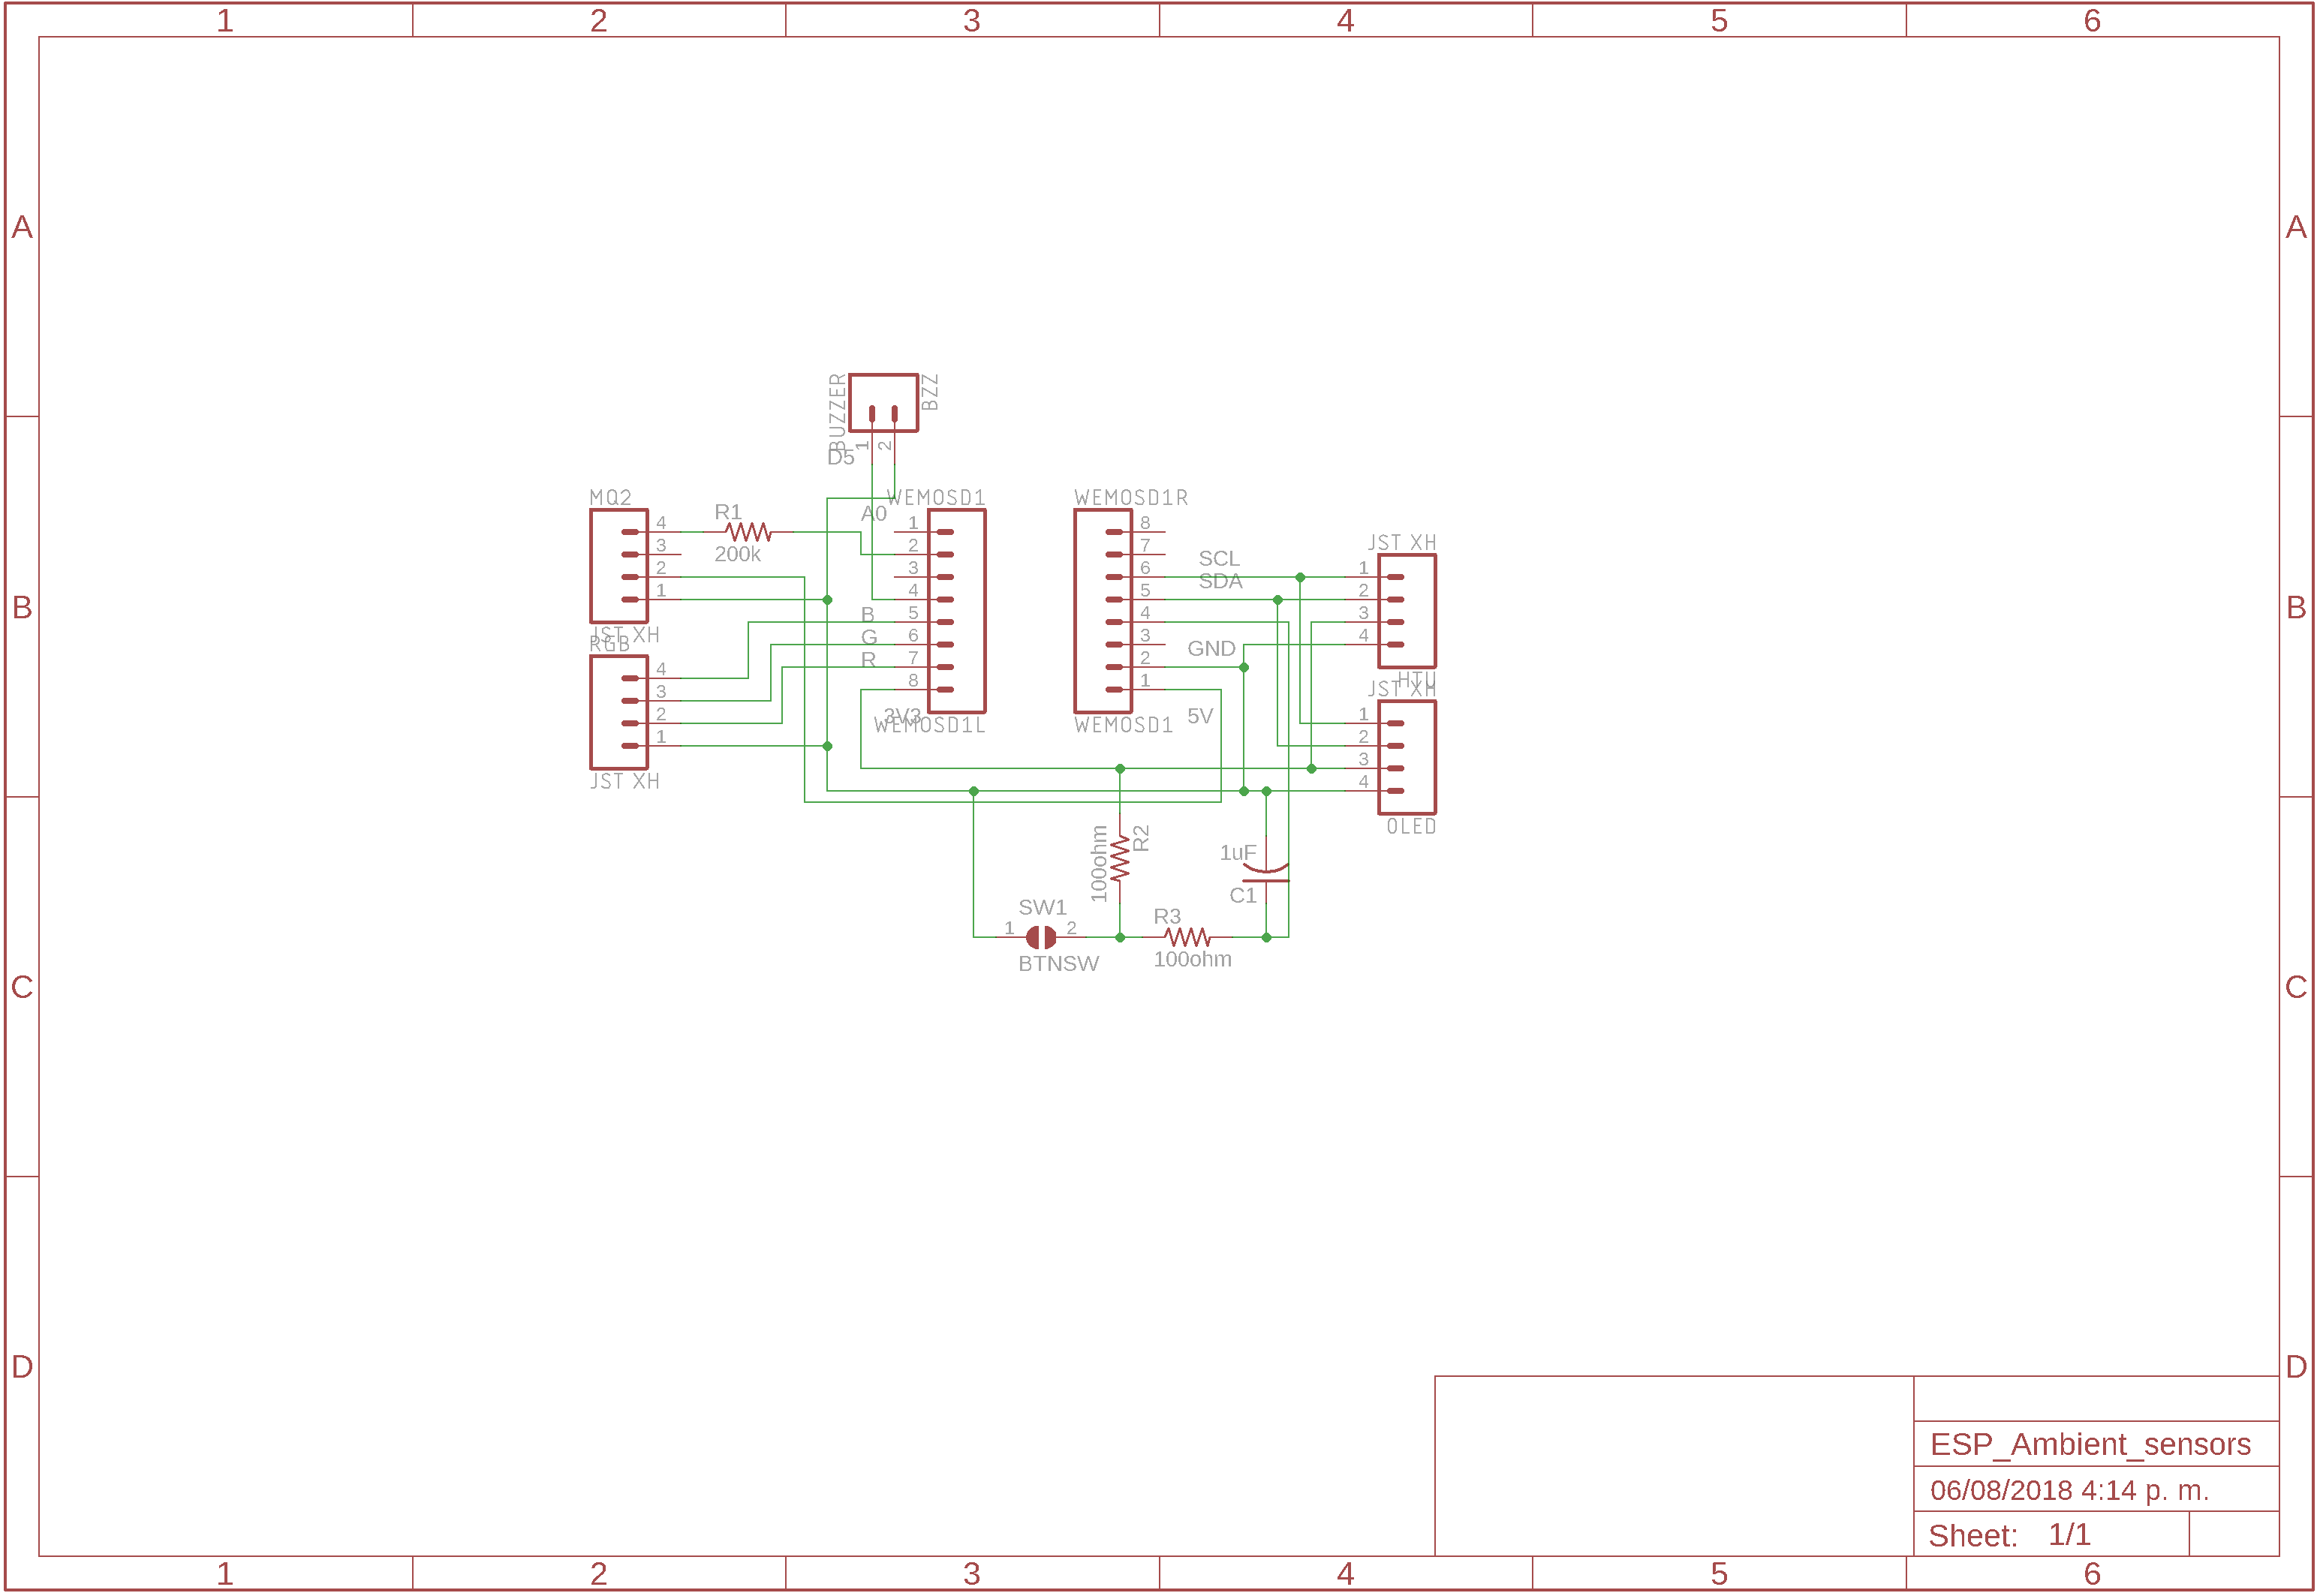 1 2 3 4 5 6
A A
BUZZER
BZZ
1 2
D5
B B
MQ2
4
3
2
1
JST XH
R1
200k
RGB
4
3
2
1
JST XH
WEMOSD1
A0
1
2
3
4
B 5
G 6
R 7
8
3V3
WEMOSD1L
WEMOSD1R
8
7
6
5
4
3
2
1
WEMOSD1
SCL
SDA
GND
5V
JST XH
1
2
3
4
HTU
JST XH
1
2
3
4
OLED
100ohm
R2
1uF
C1
SW1
1 2
BTNSW
R3
100ohm
C C
D D
ESP_Ambient_sensors
06/08/2018 4:14 p. m.
Sheet: 1/1
1 2 3 4 5 6